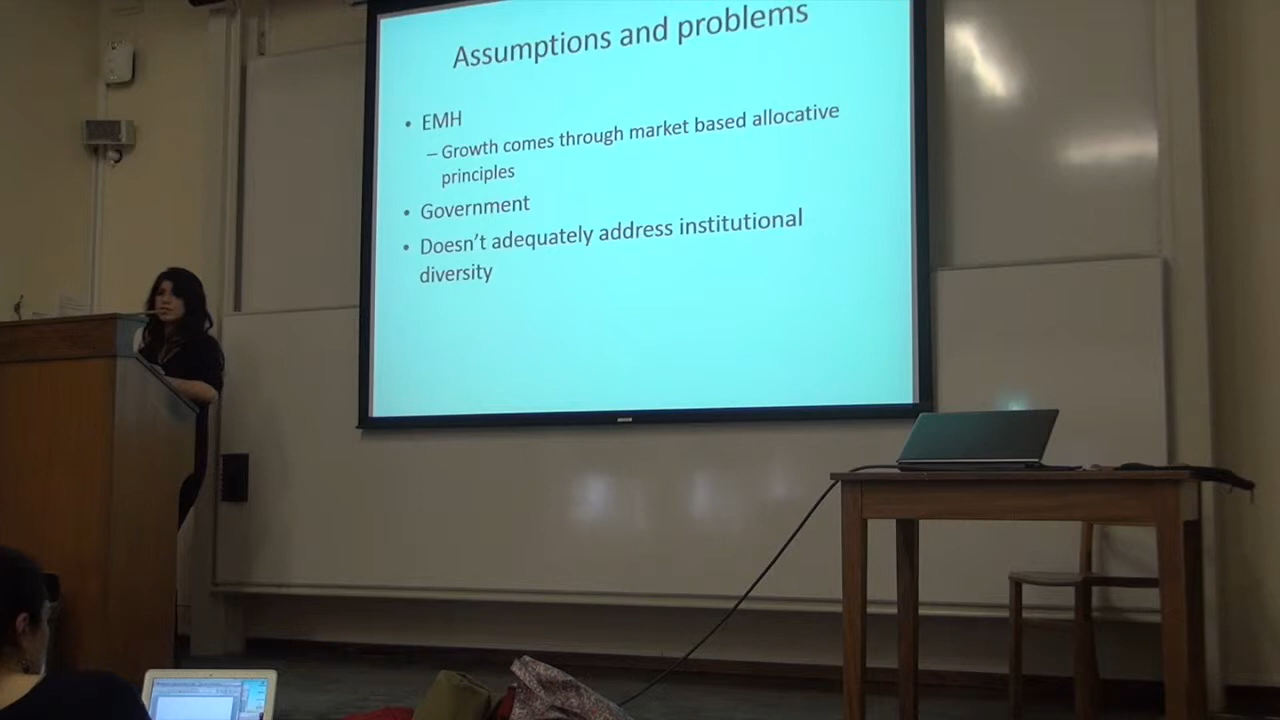 Assumptions and problems
• EMH
– Growth comes through market based allocative
principles
• Government
• Doesn't adequately address institutional
diversity